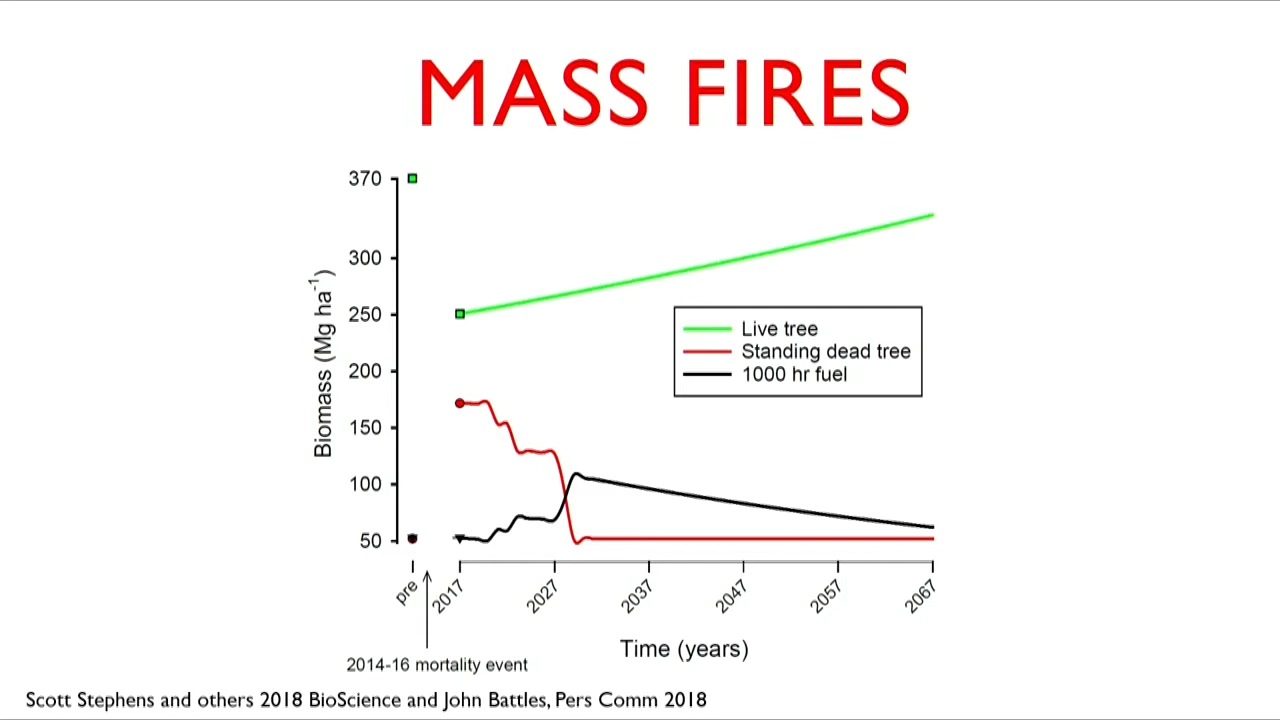 MASS FIRES
370
300
250
200
150
100
50
Biomass (Mg ha-1)
Live tree
Standing dead tree
1000 hr fuel
pre
2017
2027
2037
2047
2057
2067
Time (years)
2014-16 mortality event
Scott Stephens and others 2018 BioScience and John Battles, Pers Comm 2018